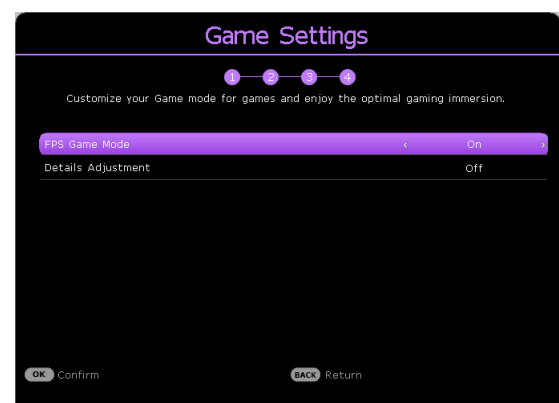 Game Settings
1 2 3 4
Customize your Game mode for games and enjoy the optimal gaming immersion.
FPS Game Mode ‹ On ›
Details Adjustment Off
OK Confirm BACK Return